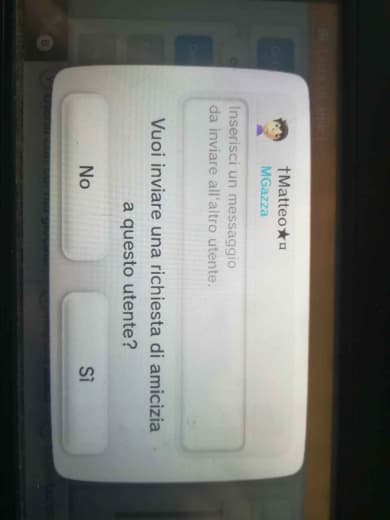 †Matteo★¤
MGazza
Inserisci un messaggio
da inviare all'altro utente.
Vuoi inviare una richiesta di amicizia
a questo utente?
No
Sì